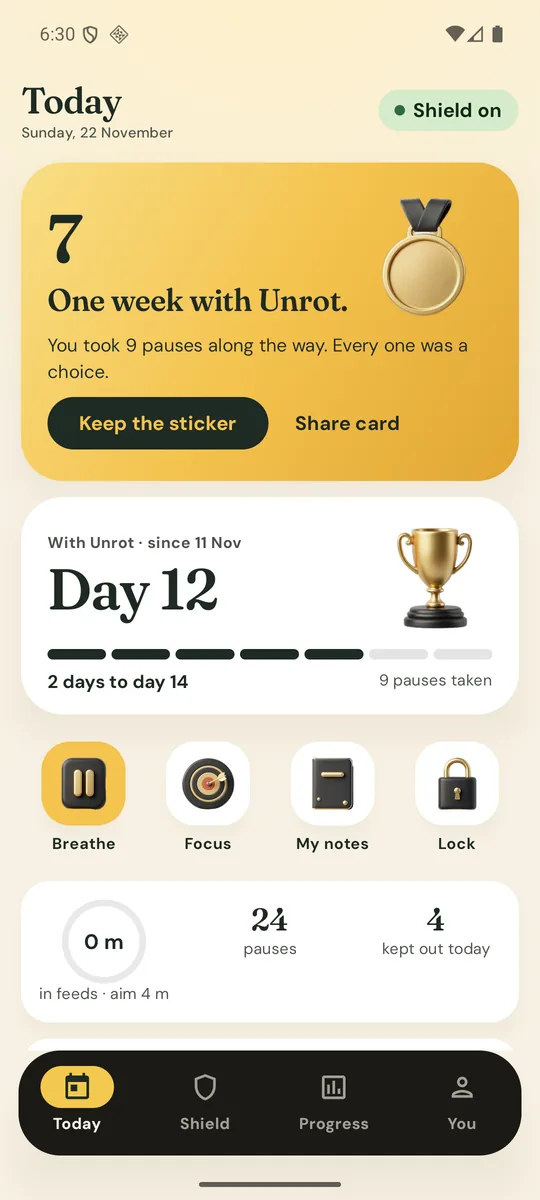 6:30
Today
Sunday, 22 November
Shield on
7
One week with Unrot.
You took 9 pauses along the way. Every one was a
choice.
Keep the sticker
Share card
With Unrot · since 11 Nov
Day 12
2 days to day 14
9 pauses taken
Breathe
Focus
My notes
Lock
0 m
in feeds · aim 4 m
24
pauses
4
kept out today
Today
Shield
Progress
You